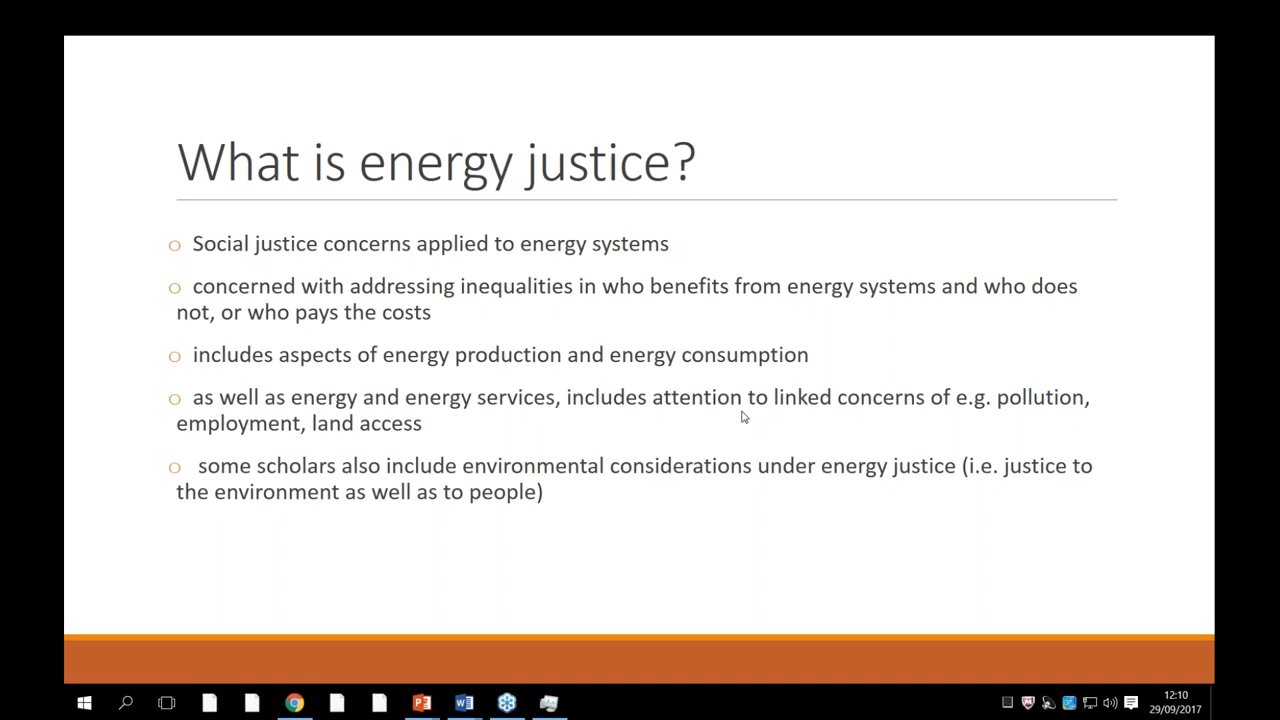 What is energy justice?
o Social justice concerns applied to energy systems
o concerned with addressing inequalities in who benefits from energy systems and who does
not, or who pays the costs
o includes aspects of energy production and energy consumption
o as well as energy and energy services, includes attention to linked concerns of e.g. pollution,
employment, land access
o some scholars also include environmental considerations under energy justice (i.e. justice to
the environment as well as to people)
12:10
29/09/2017